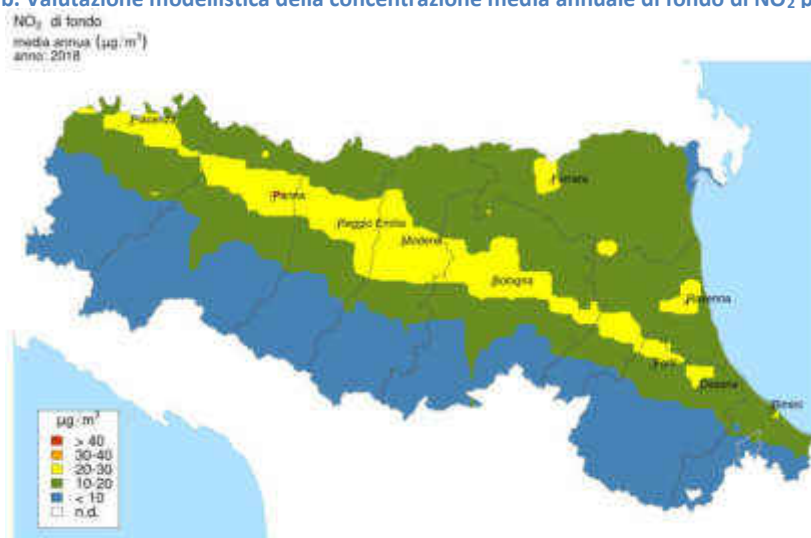 b. Valutazione modellistica della concentrazione media annuale di fondo di NO₂ p
NO₂ di fondo
media annua (µg/m³)
anno: 2018
Piacenza
Parma
Reggio Emilia
Modena
Ferrara
Bologna
Ravenna
Forlì
Cesena
Rimini
µg/m³
> 40
30-40
20-30
10-20
< 10
n.d.